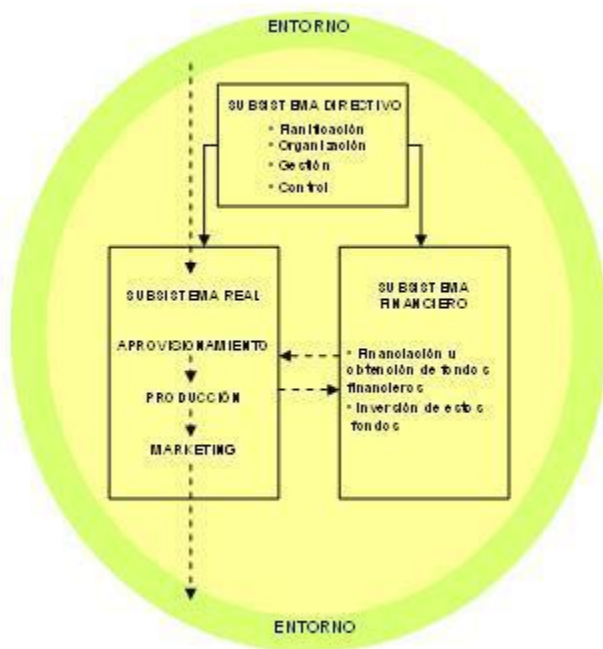 ENTORNO
SUBSISTEMA DIRECTIVO
• Planificación
• Organización
• Gestión
• Control
SUBSISTEMA REAL
APROVISIONAMIENTO
PRODUCCIÓN
MARKETING
SUBSISTEMA
FINANCIERO
• Financiación u
obtención de fondos
financieros
• Inversión de estos
fondos
ENTORNO